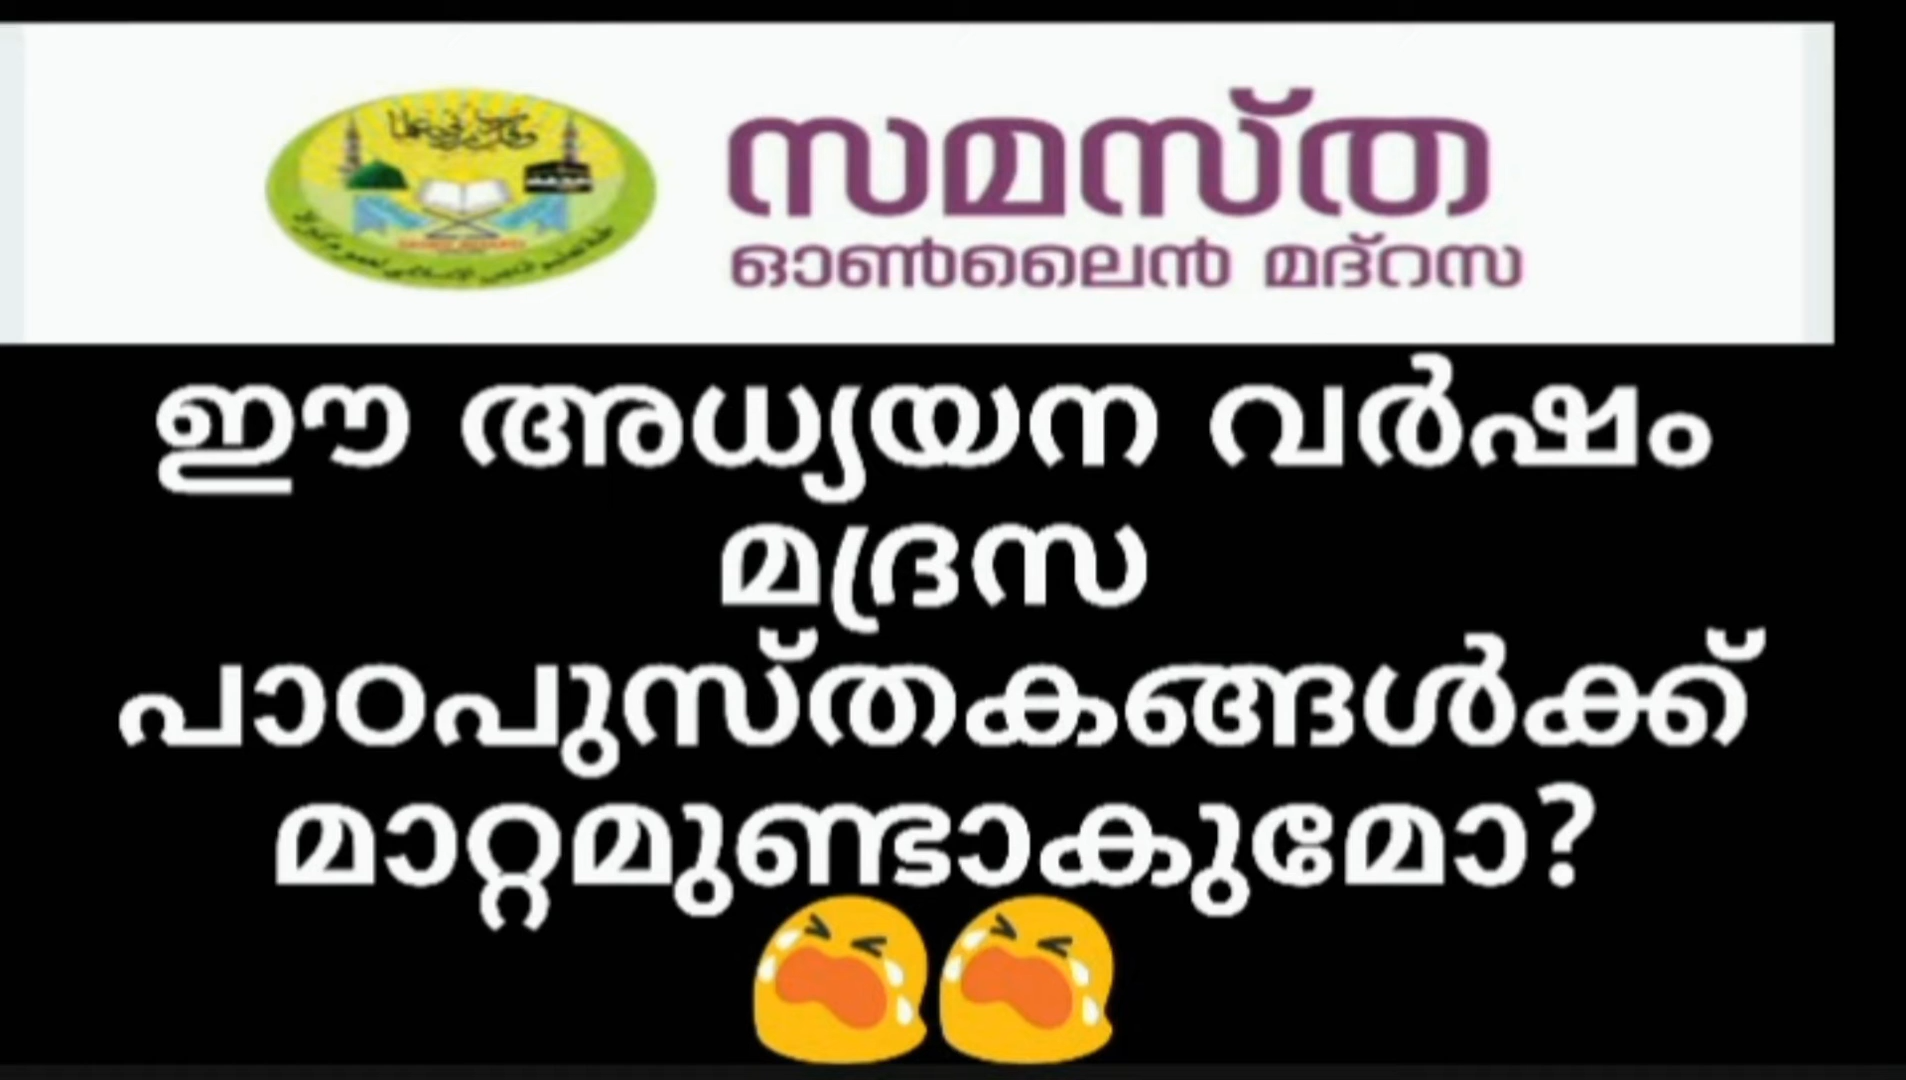 സമസ്ത
ഓൺലൈൻ മദ്റസ
ഈ അധ്യയന വർഷം
മദ്രസ
പാഠപുസ്തകങ്ങൾക്ക്
മാറ്റമുണ്ടാകുമോ?